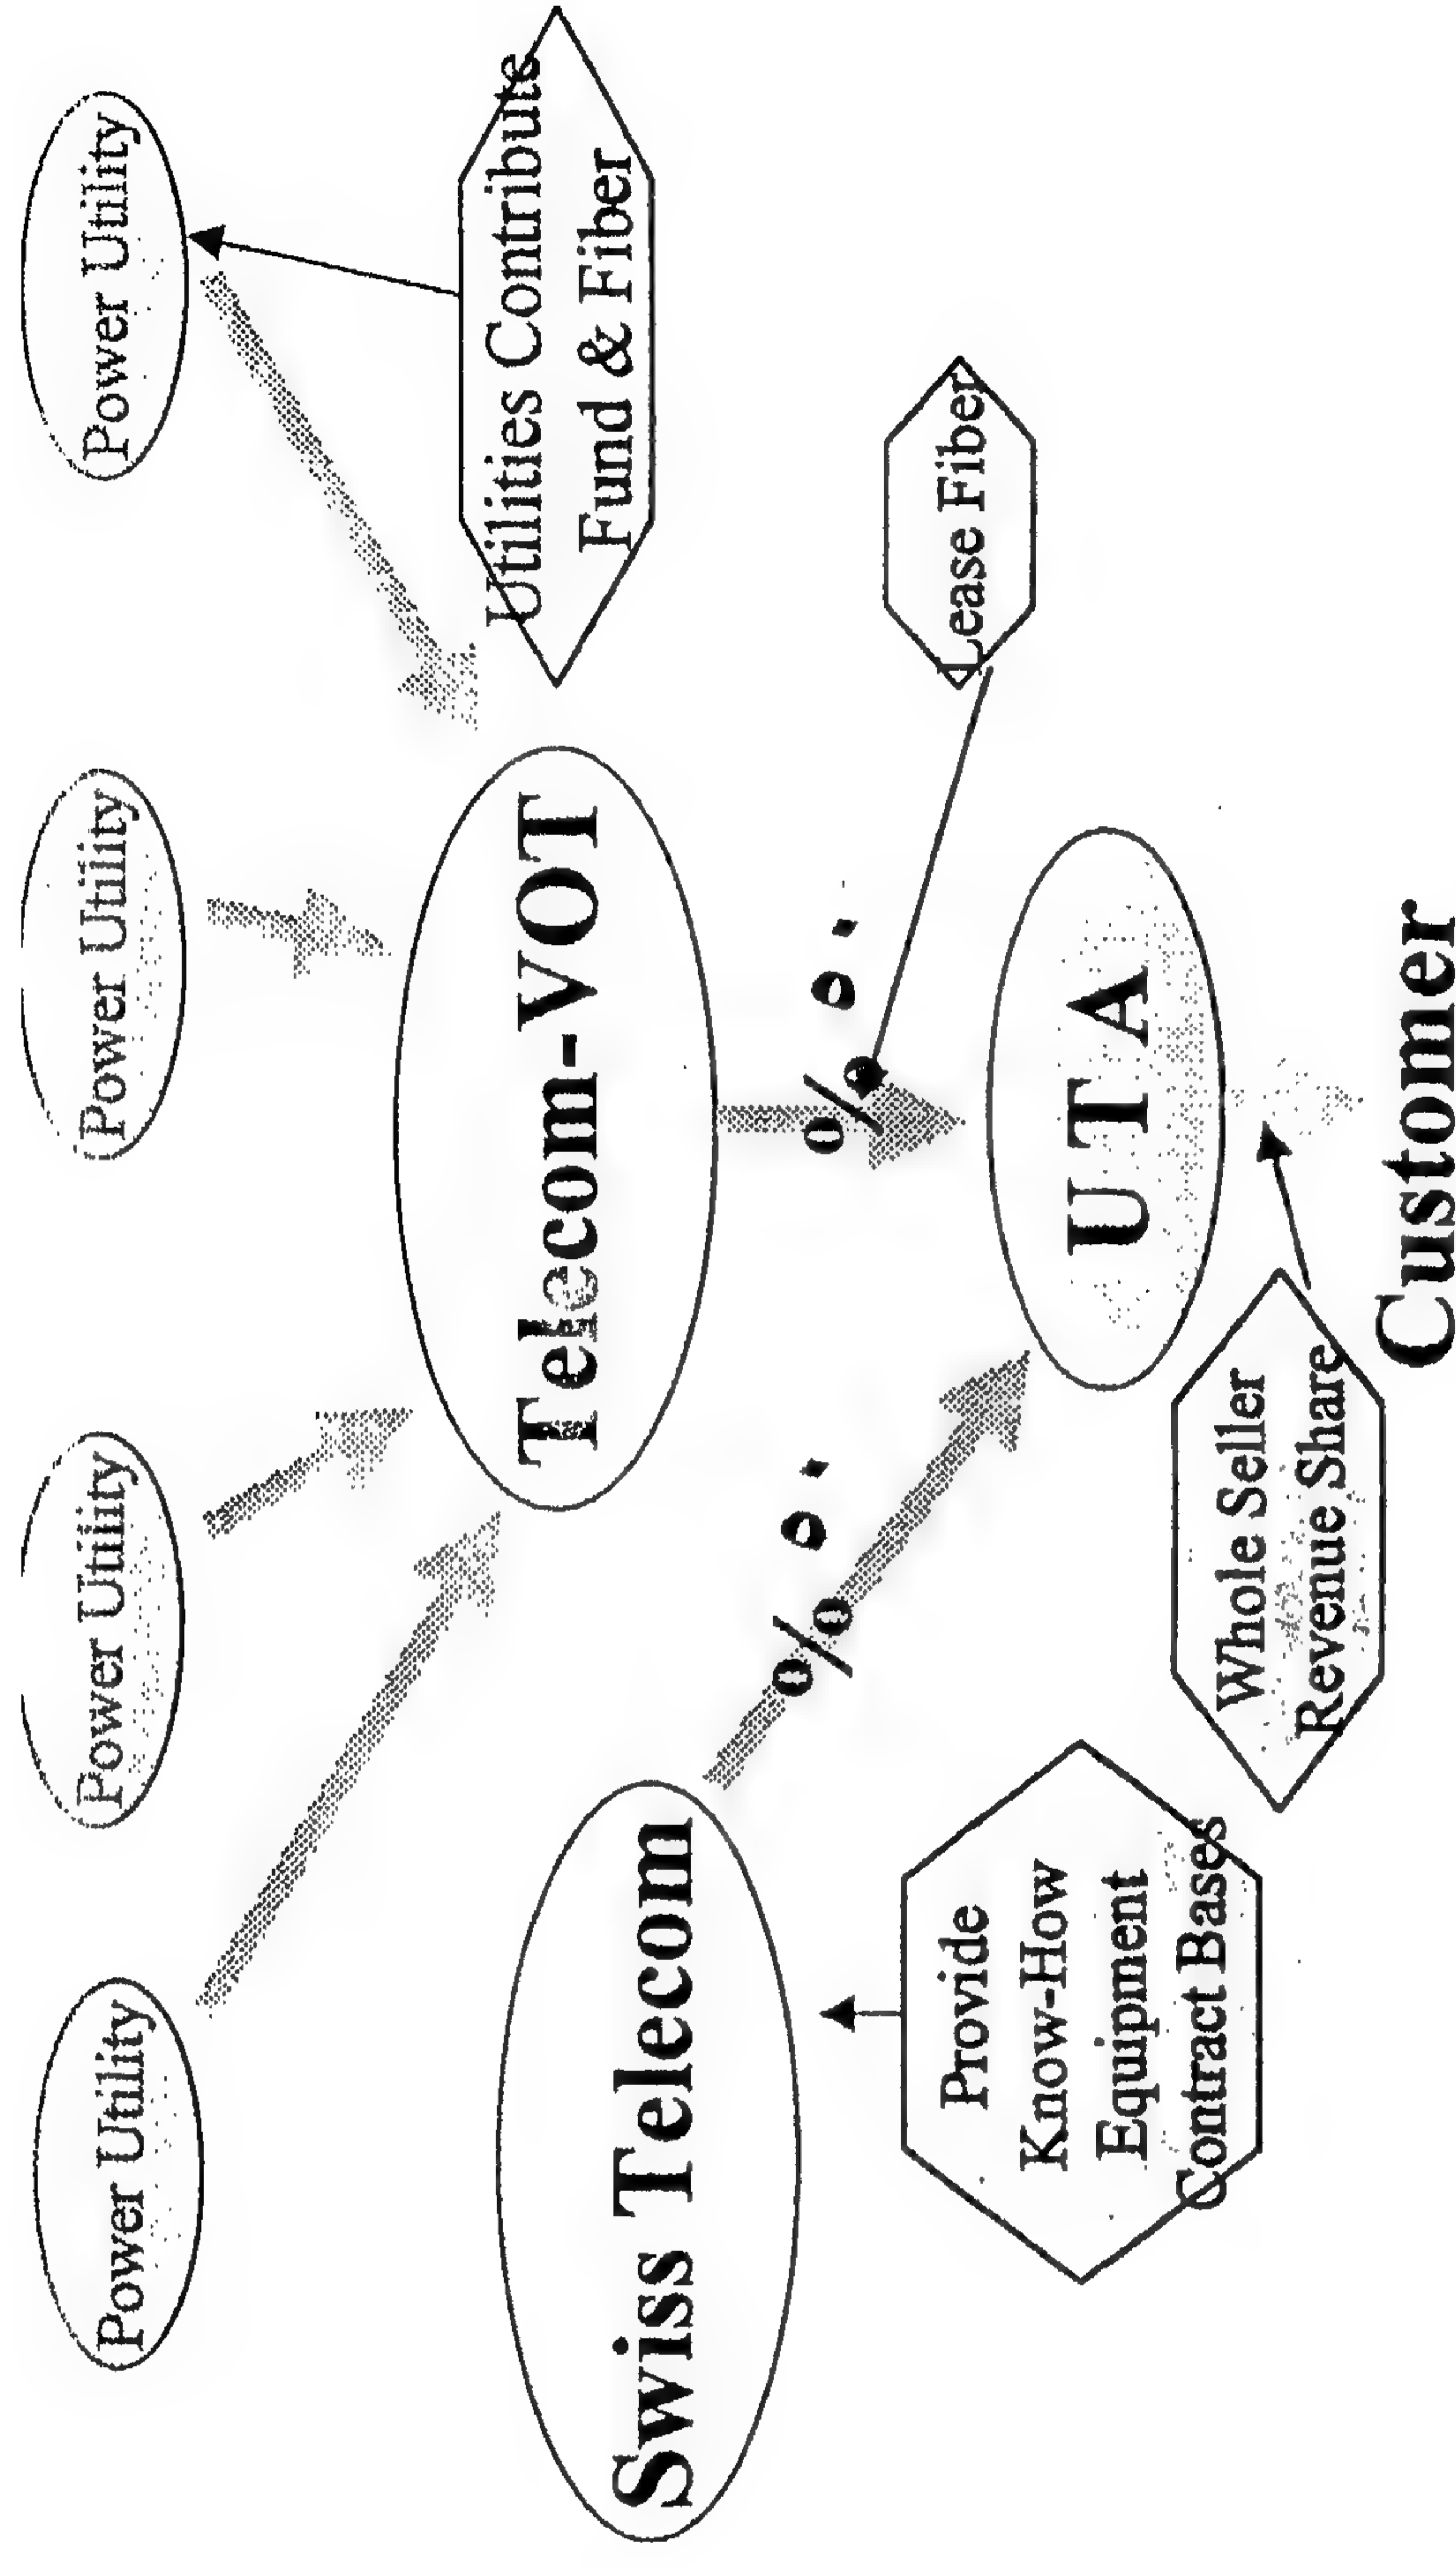 Power Utility
Power Utility
Power Utility
Power Utility
Telecom-VOT
Utilities Contribute
Fund & Fiber
Swiss Telecom
% o .
% o .
Lease Fiber
Provide
Know-How
Equipment
Contract Bases
U T A
Whole Seller
Revenue Share
Customer